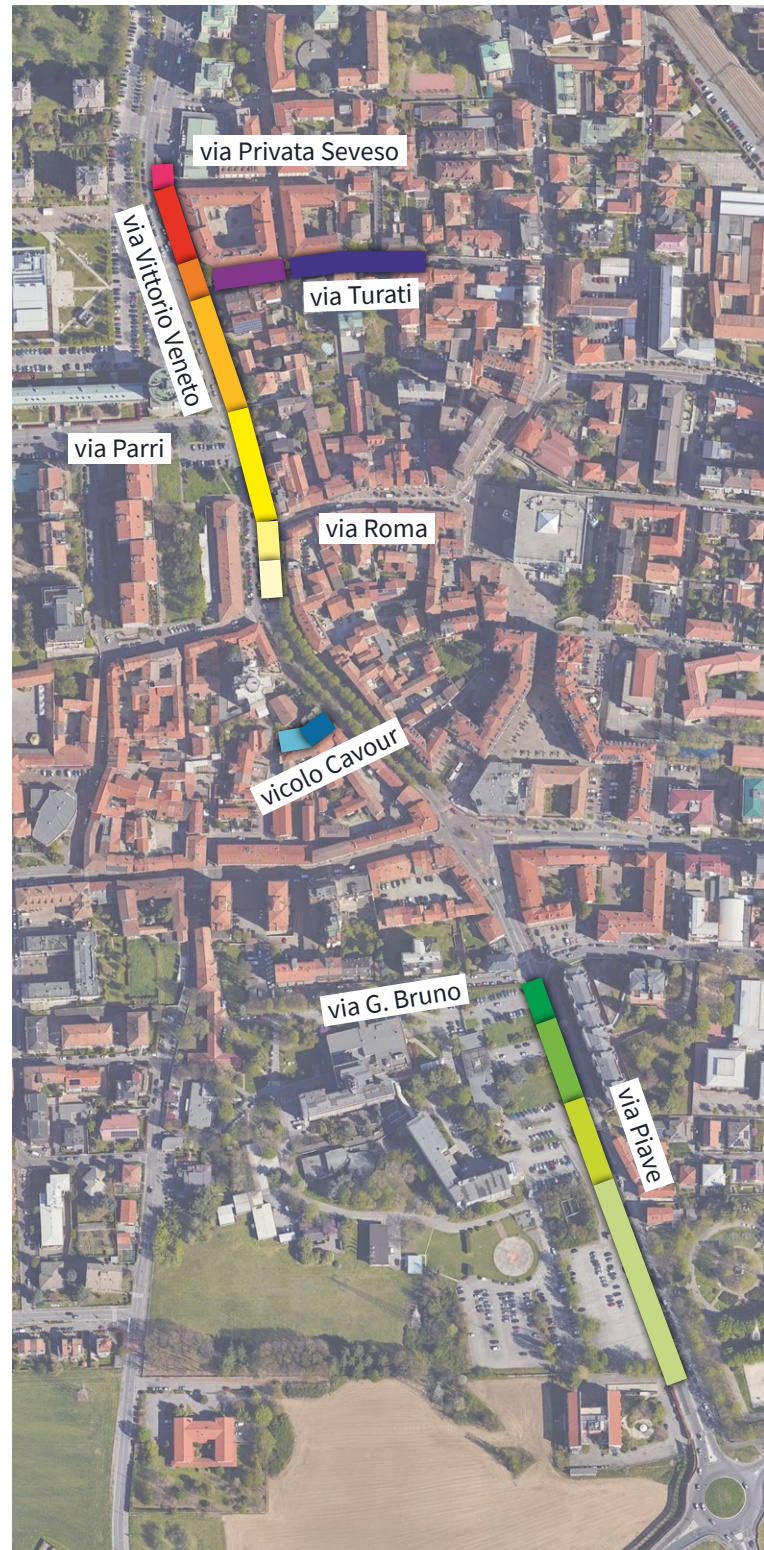 via Privata Seveso
via Vittorio Veneto
via Turati
via Parri
via Roma
vicolo Cavour
via G. Bruno
via Piave